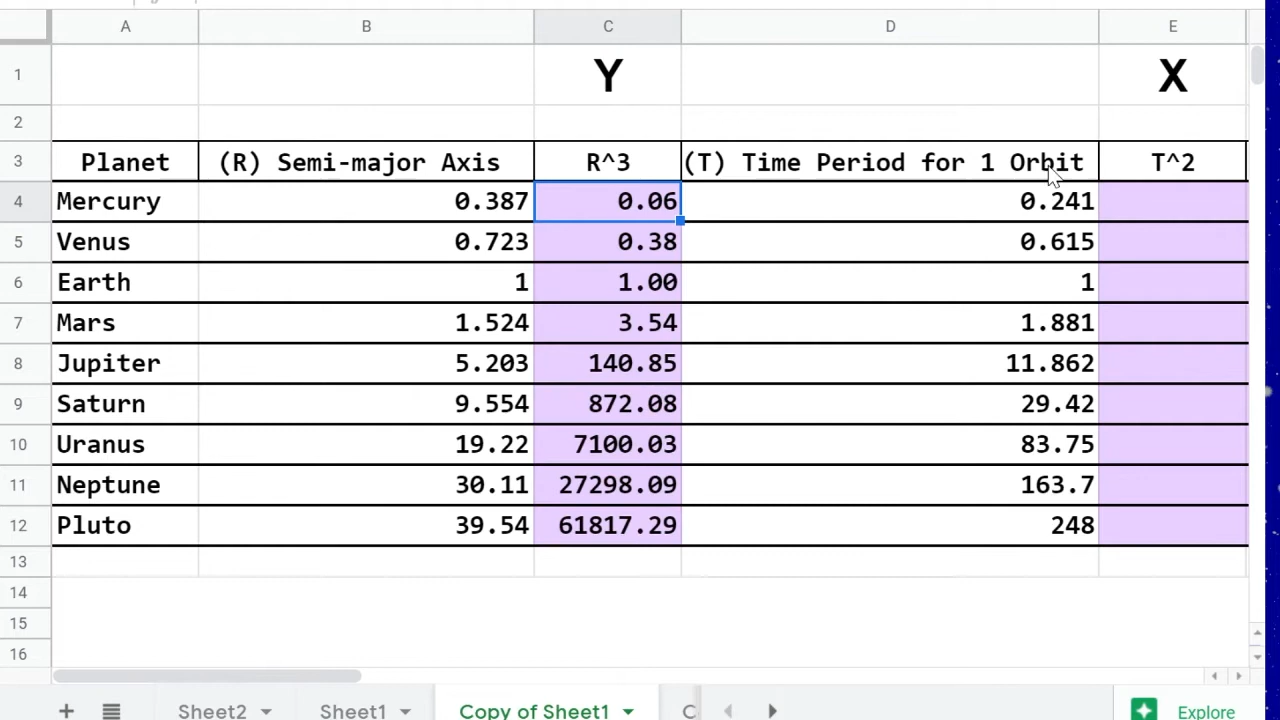 A B C D E
1 Y X
2
3 Planet (R) Semi-major Axis R^3 (T) Time Period for 1 Orbit T^2
4 Mercury 0.387 0.06 0.241
5 Venus 0.723 0.38 0.615
6 Earth 1 1.00 1
7 Mars 1.524 3.54 1.881
8 Jupiter 5.203 140.85 11.862
9 Saturn 9.554 872.08 29.42
10 Uranus 19.22 7100.03 83.75
11 Neptune 30.11 27298.09 163.7
12 Pluto 39.54 61817.29 248
13
14
15
16
+ Sheet2 Sheet1 Copy of Sheet1 C Explore